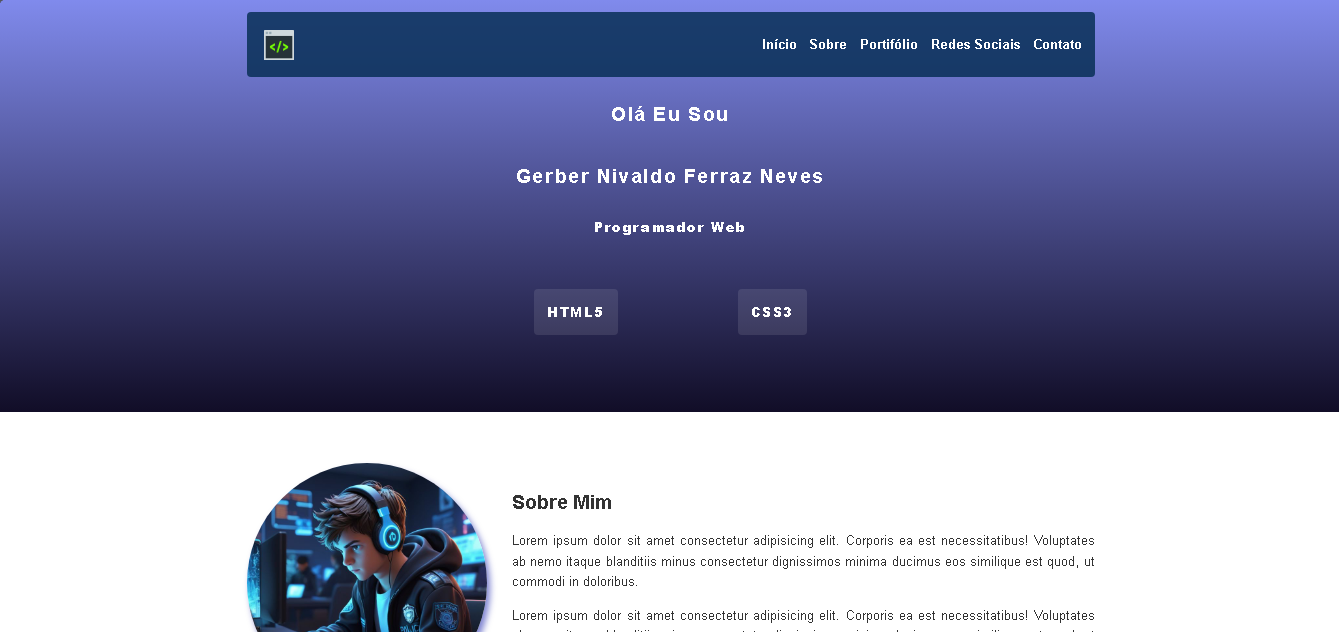 </>
Início Sobre Portifólio Redes Sociais Contato
Olá Eu Sou
Gerber Nivaldo Ferraz Neves
Programador Web
HTML5 CSS3
Sobre Mim
Lorem ipsum dolor sit amet consectetur adipisicing elit. Corporis ea est necessitatibus! Voluptates
ab nemo itaque blanditiis minus consectetur dignissimos minima ducimus eos similique est quod, ut
commodi in doloribus.
Lorem ipsum dolor sit amet consectetur adipisicing elit. Corporis ea est necessitatibus! Voluptates